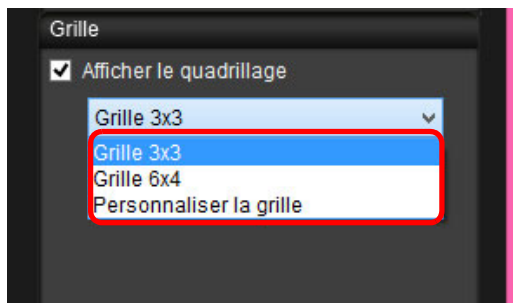 Grille
Afficher le quadrillage
Grille 3x3
Grille 3x3
Grille 6x4
Personnaliser la grille